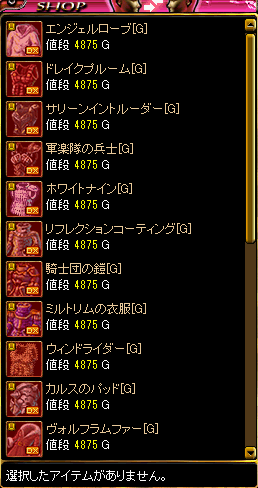 SHOP
エンジェルローブ[G]
値段 4875 G
ドレイクプルーム[G]
値段 4875 G
サリーンイントルーダー[G]
値段 4875 G
軍楽隊の兵士[G]
値段 4875 G
ホワイトナイン[G]
値段 4875 G
リフレクションコーティング[G]
値段 4875 G
騎士団の鎧[G]
値段 4875 G
ミルトリムの衣服[G]
値段 4875 G
ウィンドライダー[G]
値段 4875 G
カルスのパッド[G]
値段 4875 G
ヴォルフラムファー[G]
値段 4875 G
選択したアイテムがありません。